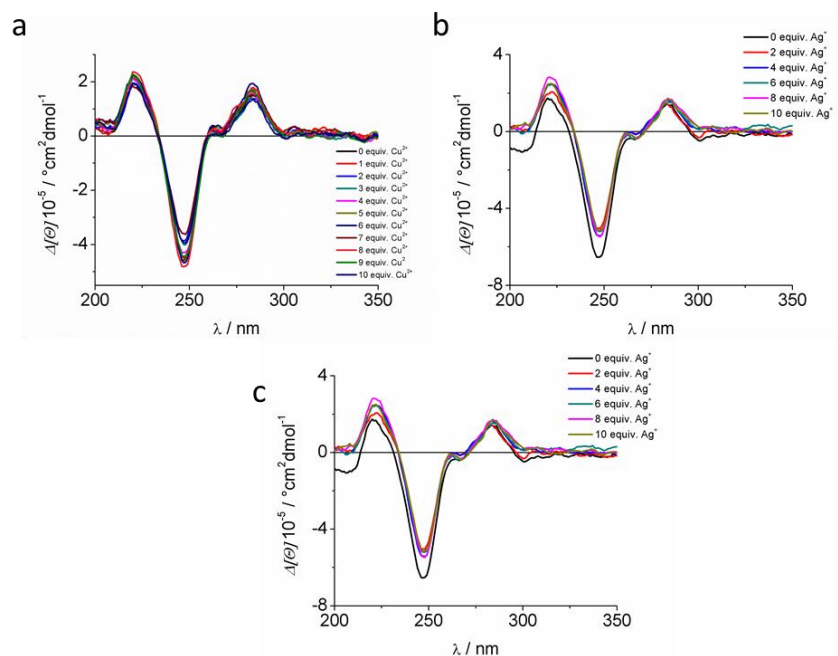 a
2
0
-2
-4
200
250
300
350
Δ[Θ]10⁻⁵ / °cm²dmol⁻¹
λ / nm
0 equiv. Cu²⁺
1 equiv. Cu²⁺
2 equiv. Cu²⁺
3 equiv. Cu²⁺
4 equiv. Cu²⁺
5 equiv. Cu²⁺
6 equiv. Cu²⁺
7 equiv. Cu²⁺
8 equiv. Cu²⁺
9 equiv. Cu²
10 equiv. Cu²⁺
b
4
0
-4
-8
200
250
300
350
Δ[Θ]10⁻⁵ / °cm²dmol⁻¹
λ / nm
0 equiv. Ag⁺
2 equiv. Ag⁺
4 equiv. Ag⁺
6 equiv. Ag⁺
8 equiv. Ag⁺
10 equiv. Ag⁺
c
4
0
-4
-8
200
250
300
350
Δ[Θ]10⁻⁵ / °cm²dmol⁻¹
λ / nm
0 equiv. Ag⁺
2 equiv. Ag⁺
4 equiv. Ag⁺
6 equiv. Ag⁺
8 equiv. Ag⁺
10 equiv. Ag⁺